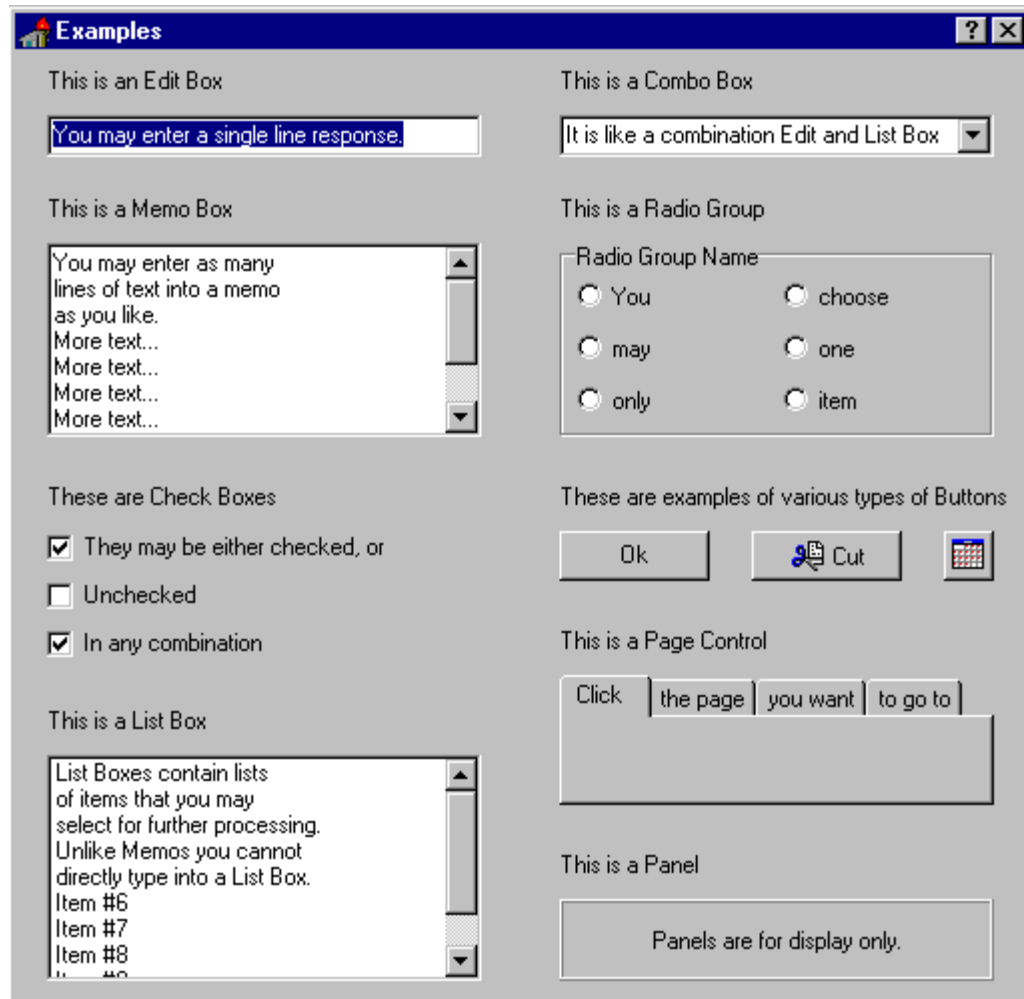 Examples
This is an Edit Box
You may enter a single line response.
This is a Memo Box
You may enter as many
lines of text into a memo
as you like.
More text...
More text...
More text...
More text...
These are Check Boxes
They may be either checked, or
Unchecked
In any combination
This is a List Box
List Boxes contain lists
of items that you may
select for further processing.
Unlike Memos you cannot
directly type into a List Box.
Item #6
Item #7
Item #8
This is a Combo Box
It is like a combination Edit and List Box
This is a Radio Group
Radio Group Name
You choose
may one
only item
These are examples of various types of Buttons
Ok Cut
This is a Page Control
Click the page you want to go to
This is a Panel
Panels are for display only.